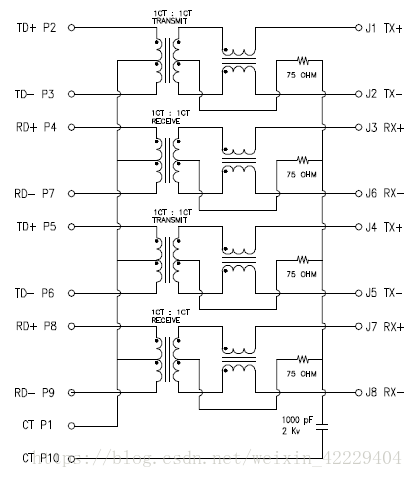 1CT : 1CT
TRANSMIT
TD+ P2
J1 TX+
75 OHM
TD- P3
J2 TX-
1CT : 1CT
RECEIVE
RD+ P4
J3 RX+
75 OHM
RD- P7
J6 RX-
1CT : 1CT
TRANSMIT
TD+ P5
J4 TX+
75 OHM
TD- P6
J5 TX-
1CT : 1CT
RECEIVE
RD+ P8
J7 RX+
75 OHM
RD- P9
J8 RX-
CT P1
1000 pF
2 Kv
CT P10
https://blog.csdn.net/weixin_42229404